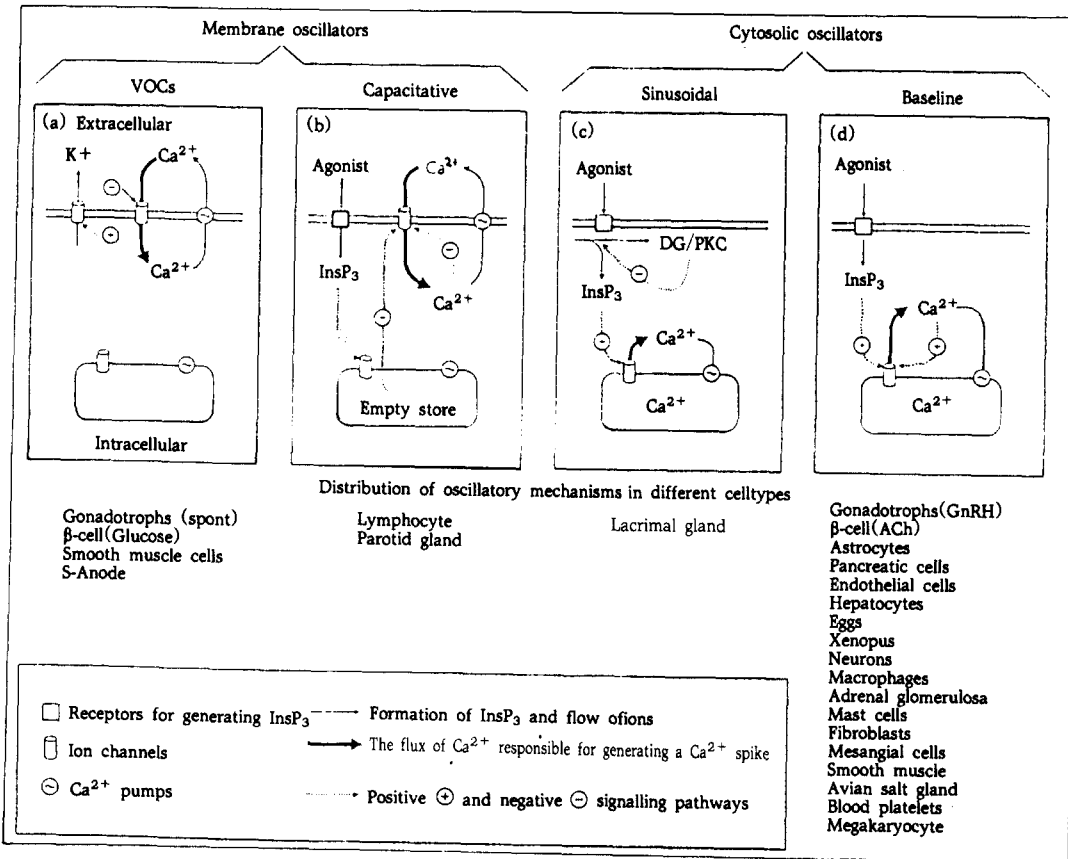 Membrane oscillators
Cytosolic oscillators
VOCs
Capacitative
Sinusoidal
Baseline
(a) Extracellular
K+
Ca2+
−
+
~
Ca2+
~
Intracellular
(b)
Agonist
Ca2+
~
InsP3
−
Ca2+
−
~
Empty store
(c)
Agonist
DG/PKC
−
InsP3
+
Ca2+
~
Ca2+
(d)
Agonist
InsP3
Ca2+
+
~
Ca2+
Distribution of oscillatory mechanisms in different celltypes
Gonadotrophs (spont)
β-cell(Glucose)
Smooth muscle cells
S-Anode
Lymphocyte
Parotid gland
Lacrimal gland
Gonadotrophs(GnRH)
β-cell(ACh)
Astrocytes
Pancreatic cells
Endothelial cells
Hepatocytes
Eggs
Xenopus
Neurons
Macrophages
Adrenal glomerulosa
Mast cells
Fibroblasts
Mesangial cells
Smooth muscle
Avian salt gland
Blood platelets
Megakaryocyte
Receptors for generating InsP3
Formation of InsP3 and flow ofions
Ion channels
The flux of Ca2+ responsible for generating a Ca2+ spike
~ Ca2+ pumps
Positive + and negative − signalling pathways